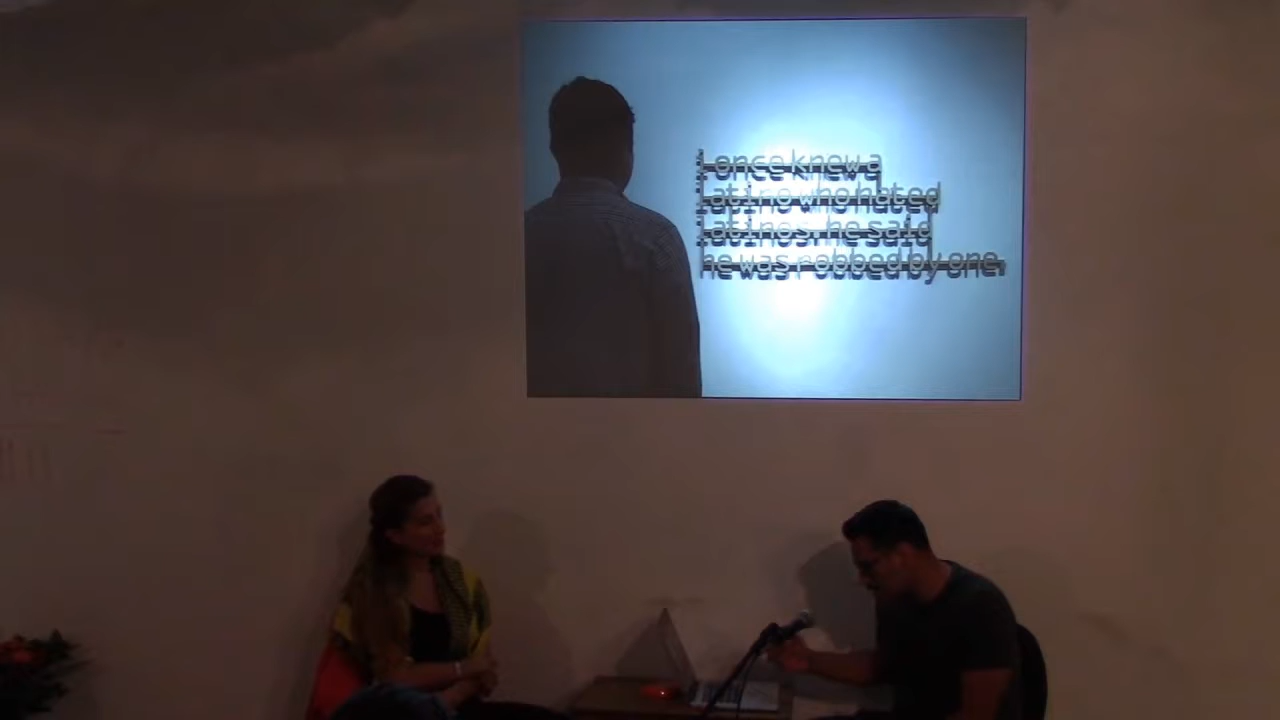 I once knew a
Latino who hated
Latinos, he said
he was robbed by one.